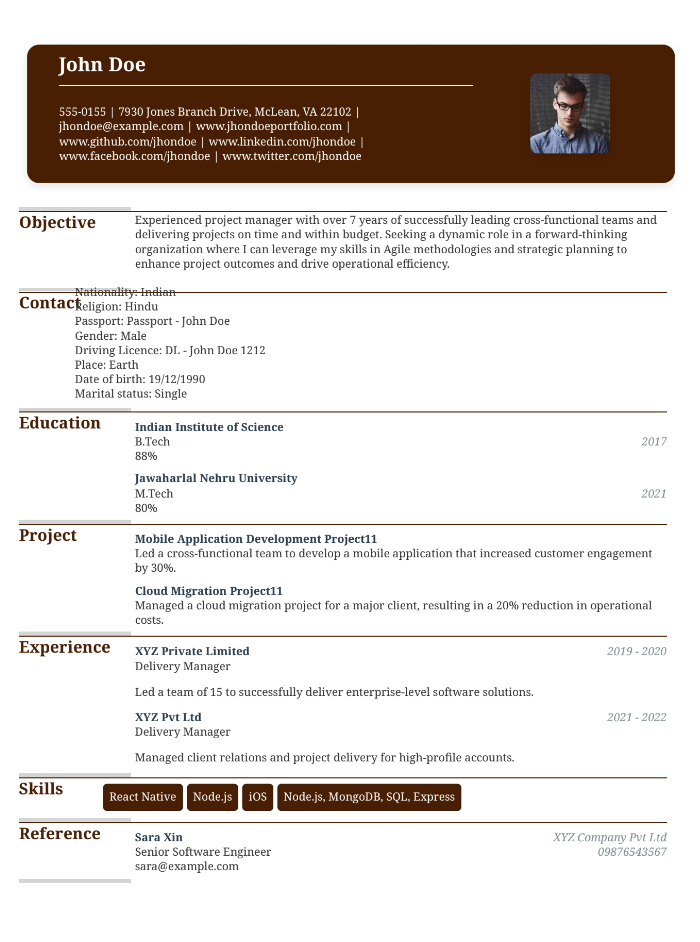 John Doe
555-0155 | 7930 Jones Branch Drive, McLean, VA 22102 |
jhondoe@example.com | www.jhondoeportfolio.com |
www.github.com/jhondoe | www.linkedin.com/jhondoe |
www.facebook.com/jhondoe | www.twitter.com/jhondoe
Objective
Experienced project manager with over 7 years of successfully leading cross-functional teams and
delivering projects on time and within budget. Seeking a dynamic role in a forward-thinking
organization where I can leverage my skills in Agile methodologies and strategic planning to
enhance project outcomes and drive operational efficiency.
Contact
Nationality: Indian
Religion: Hindu
Passport: Passport - John Doe
Gender: Male
Driving Licence: DL - John Doe 1212
Place: Earth
Date of birth: 19/12/1990
Marital status: Single
Education
Indian Institute of Science
B.Tech 2017
88%
Jawaharlal Nehru University
M.Tech 2021
80%
Project
Mobile Application Development Project11
Led a cross-functional team to develop a mobile application that increased customer engagement
by 30%.
Cloud Migration Project11
Managed a cloud migration project for a major client, resulting in a 20% reduction in operational
costs.
Experience
XYZ Private Limited 2019 - 2020
Delivery Manager
Led a team of 15 to successfully deliver enterprise-level software solutions.
XYZ Pvt Ltd 2021 - 2022
Delivery Manager
Managed client relations and project delivery for high-profile accounts.
Skills
React Native Node.js iOS Node.js, MongoDB, SQL, Express
Reference
Sara Xin XYZ Company Pvt Ltd
Senior Software Engineer 09876543567
sara@example.com